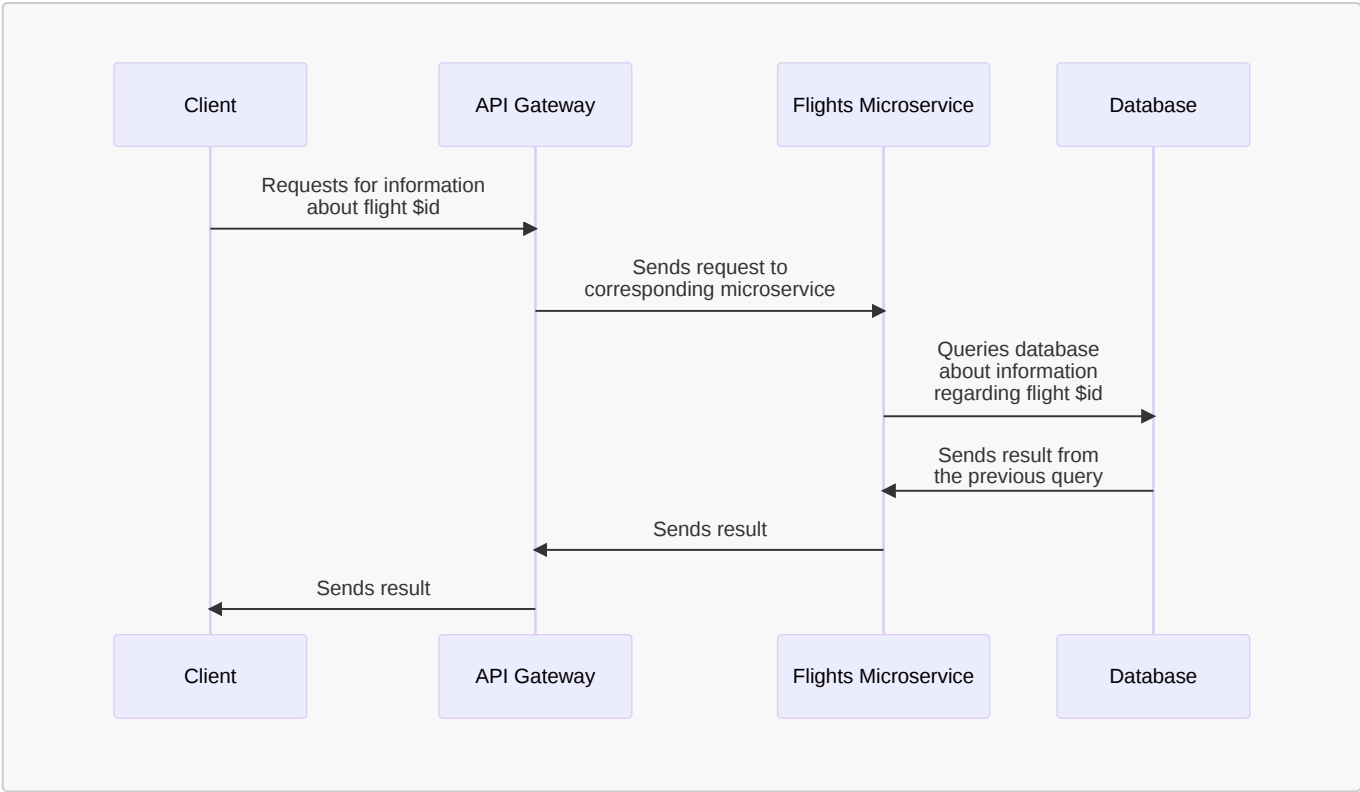 Client
API Gateway
Flights Microservice
Database
Requests for information
about flight $id
Sends request to
corresponding microservice
Queries database
about information
regarding flight $id
Sends result from
the previous query
Sends result
Sends result
Client
API Gateway
Flights Microservice
Database